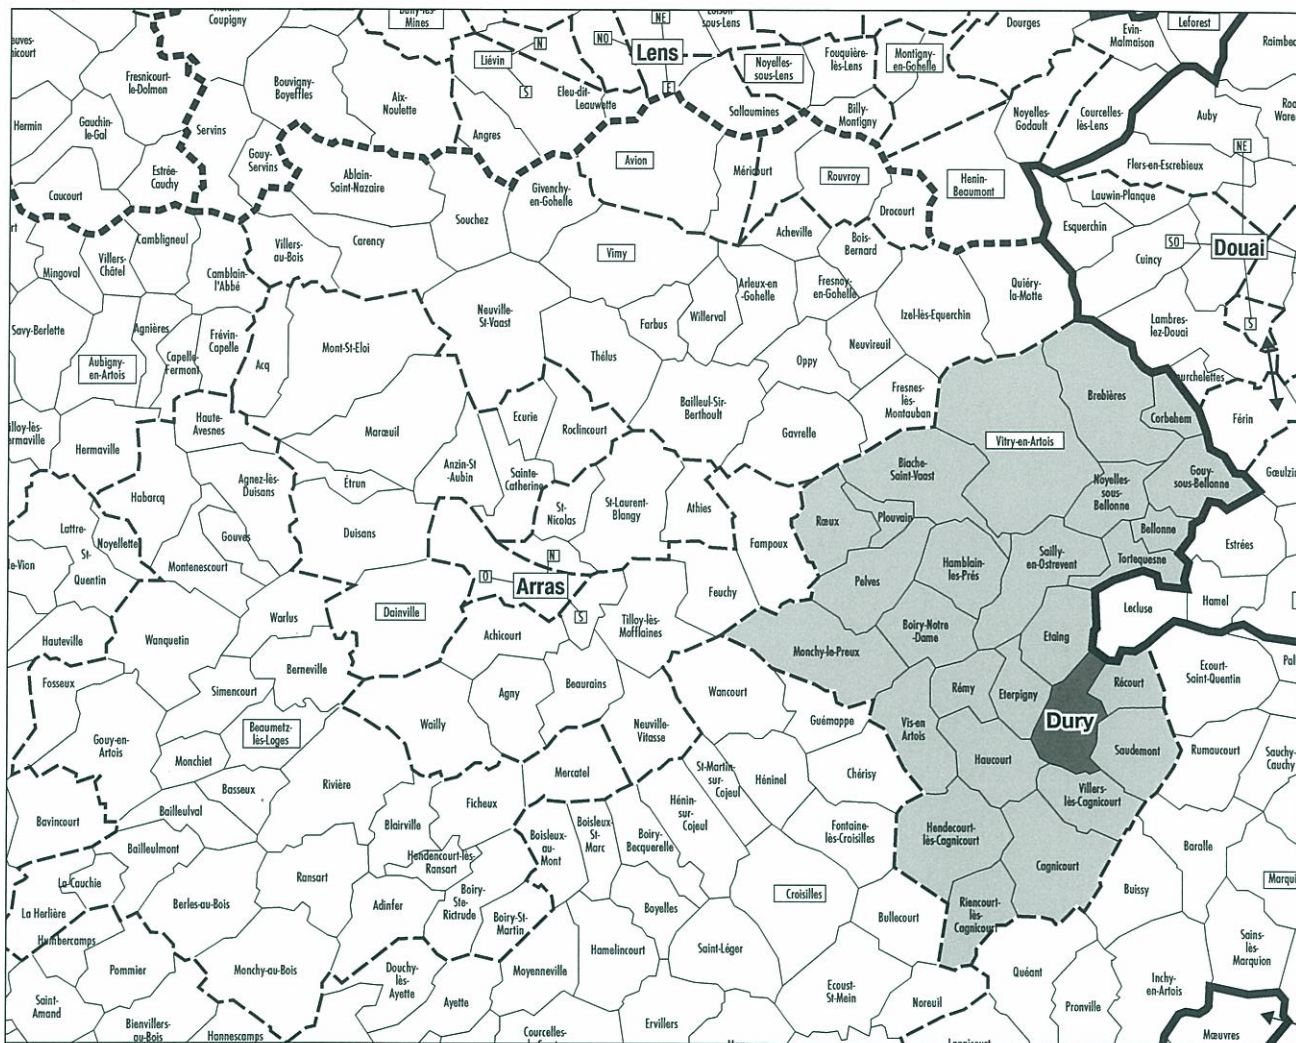 Coupigny
Mines
sous-Lens
Dourges
Leforest
Evin-
Malmaison
NE
NO
Lens
E
N
Liévin
S
Noyelles-
sous-Lens
Fouquière-
lès-Lens
Montigny-
en-Gohelle
Fresnicourt-
le-Dolmen
Bouvigny-
Boyeffles
Aix-
Noulette
Eleu-dit-
Leauwette
Sallaumines
Billy-
Montigny
Noyelles-
Godault
Courcelles-
lès-Lens
Auby
Hermin
Gauchin-
le-Gal
Servins
Angres
NE
Estrée-
Cauchy
Gouy-
Servins
Ablain-
Saint-Nazaire
Avion
Méricourt
Rouvroy
Henin-
Beaumont
Flers-en-Escrebieux
Lauwin-Planque
Caucourt
Souchez
Givenchy-
en-Gohelle
Drocourt
Esquerchin
Cambligneul
Villers-
au-Bois
Carency
Acheville
Bois-
Bernard
SO
Douai
Cuincy
Mingoval
Villers-
Châtel
Camblain-
l'Abbé
Vimy
Arleux-en-
-Gohelle
Fresnoy-
en-Gohelle
Quiéry-
la-Motte
Savy-Berlette
Agnières
Frévin-
Capelle
Neuville-
St-Vaast
Farbus
Willerval
Izel-lès-Equerchin
Lambres-
lez-Douai
S
Aubigny-
en-Artois
Capelle-
Fermont
Acq
Mont-St-Eloi
Thélus
Oppy
Neuvireuil
Haute-
Avesnes
Marœuil
Ecurie
Roclincourt
Bailleul-Sir-
Berthoult
Gavrelle
Fresnes-
lès-
Montauban
Brebières
Corbehem
Férin
Hermaville
Vitry-en-Artois
Habarcq
Agnez-lès-
Duisans
Étrun
Anzin-St
-Aubin
Sainte-
Catherine
Biache-
Saint-Vaast
Noyelles-
sous-
Bellonne
Gouy-
sous-Bellonne
Lattre-
St-
Quentin
Noyellette
Gouves
Montenescourt
Duisans
St-
Nicolas
St-Laurent-
Blangy
Athies
Fampoux
Rœux
Plouvain
Bellonne
Estrées
Hamblain-
les-Prés
Sailly-
en-Ostrevent
Tortequesne
N
O
Arras
S
Pelves
Feuchy
Lecluse
Hamel
Hauteville
Wanquetin
Warlus
Dainville
Achicourt
Tilloy-lès-
Mofflaines
Boiry-Notre
-Dame
Etaing
Monchy-le-Preux
Fosseux
Berneville
Simencourt
Agny
Beaurains
Wancourt
Rémy
Eterpigny
Récourt
Ecourt-
Saint-Quentin
Gouy-en-
Artois
Beaumetz-
lès-Loges
Wailly
Neuville-
Vitasse
Guémappe
Vis-en
Artois
Dury
Saudemont
Rumaucourt
Sauchy-
Cauchy
Monchiet
Haucourt
Basseux
Rivière
Mercatel
St-Martin-
sur-
Cojeul
Héninel
Chérisy
Villers-
lès-Cagnicourt
Bavincourt
Bailleulval
Blairville
Ficheux
Boisleux-
au-
Mont
Boisleux-
St-
Marc
Boiry-
Becquerelle
Hénin-
sur-
Cojeul
Fontaine-
lès-Croisilles
Hendecourt-
lès-Cagnicourt
Bailleulmont
Hendencourt-lès-
Ransart
Baralle
La Cauchie
Ransart
Croisilles
Cagnicourt
Buissy
La Herlière
Berles-au-Bois
Adinfer
Boiry-
Ste-
Rictrude
Boiry-St-
Martin
Boyelles
Bullecourt
Riencourt-
lès-
Cagnicourt
Humbercamps
Hamelincourt
Saint-Léger
Sains-
lès-
Marquion
Pommier
Monchy-au-Bois
Douchy-
lès-
Ayette
Moyenneville
Ecoust-
St-Mein
Quéant
Inchy-
en-Artois
Saint-
Amand
Ayette
Noreuil
Pronville
Bienvillers-
au-Bois
Hannescamps
Courcelles-
Ervillers
Mœuvres